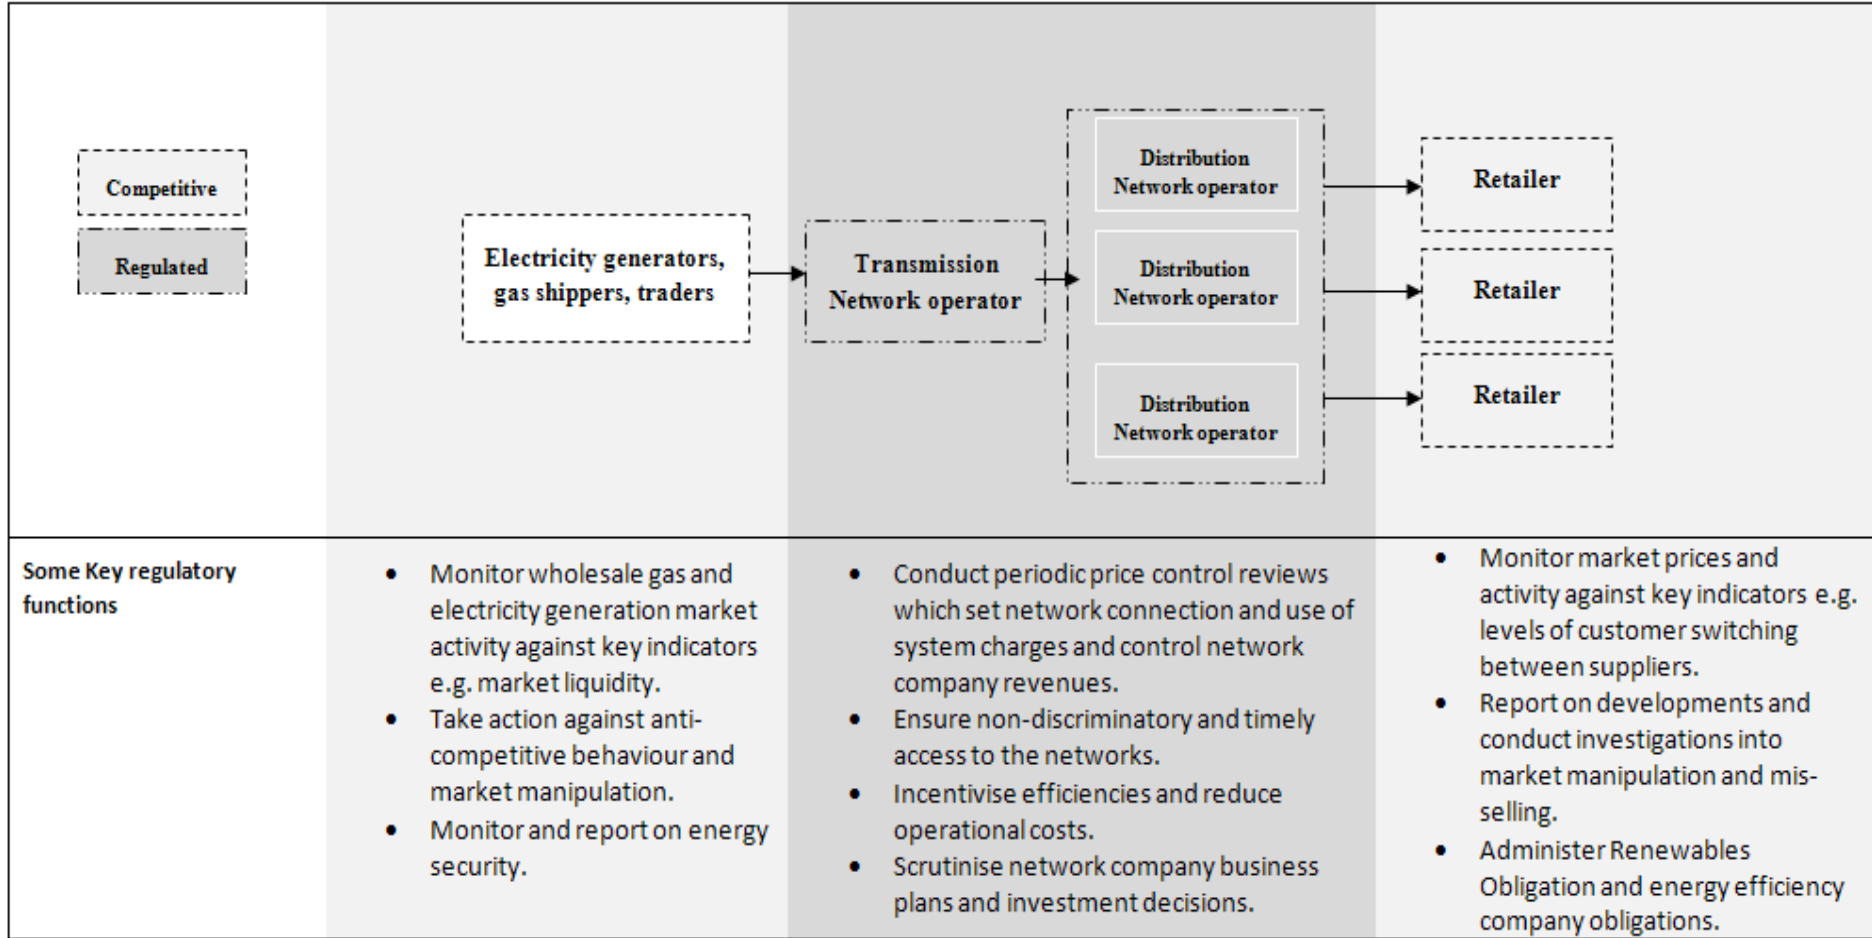 Competitive
Regulated
Electricity generators,
gas shippers, traders
Transmission
Network operator
Distribution
Network operator
Distribution
Network operator
Distribution
Network operator
Retailer
Retailer
Retailer
Some Key regulatory
functions
• Monitor wholesale gas and
electricity generation market
activity against key indicators
e.g. market liquidity.
• Take action against anti-
competitive behaviour and
market manipulation.
• Monitor and report on energy
security.
• Conduct periodic price control reviews
which set network connection and use of
system charges and control network
company revenues.
• Ensure non-discriminatory and timely
access to the networks.
• Incentivise efficiencies and reduce
operational costs.
• Scrutinise network company business
plans and investment decisions.
• Monitor market prices and
activity against key indicators e.g.
levels of customer switching
between suppliers.
• Report on developments and
conduct investigations into
market manipulation and mis-
selling.
• Administer Renewables
Obligation and energy efficiency
company obligations.